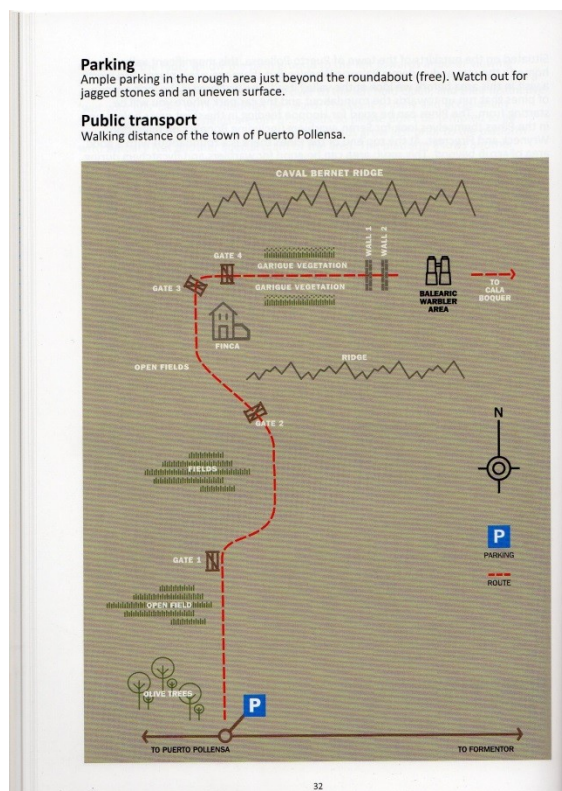 Parking
Ample parking in the rough area just beyond the roundabout (free). Watch out for
jagged stones and an uneven surface.
Public transport
Walking distance of the town of Puerto Pollensa.
CAVAL BERNET RIDGE
WALL 1
WALL 2
GATE 4
GARIGUE VEGETATION
GATE 3
GARIGUE VEGETATION
BALEARIC
WARBLER
AREA
TO
CALA
BOQUER
FINCA
RIDGE
OPEN FIELDS
GATE 2
N
FIELDS
P
PARKING
GATE 1
ROUTE
OPEN FIELD
OLIVE TREES
P
TO PUERTO POLLENSA
TO FORMENTOR
32